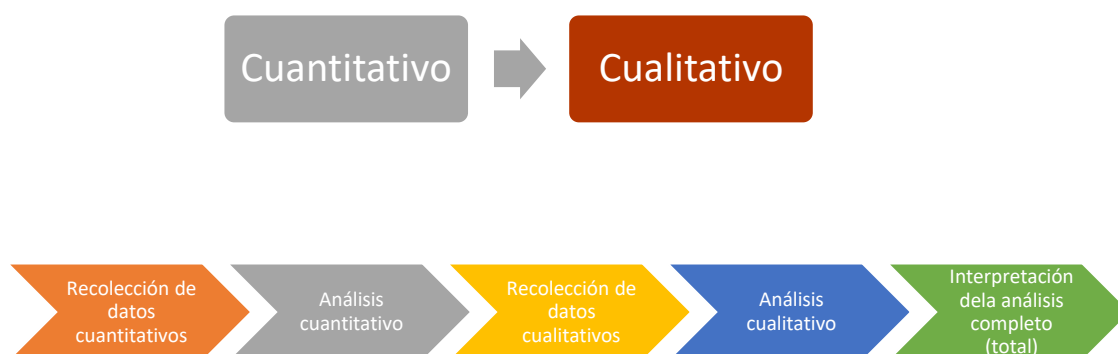 Cuantitativo
Cualitativo
Recolección de
datos
cuantitativos
Análisis
cuantitativo
Recolección de
datos
cualitativos
Análisis
cualitativo
Interpretación
dela análisis
completo
(total)